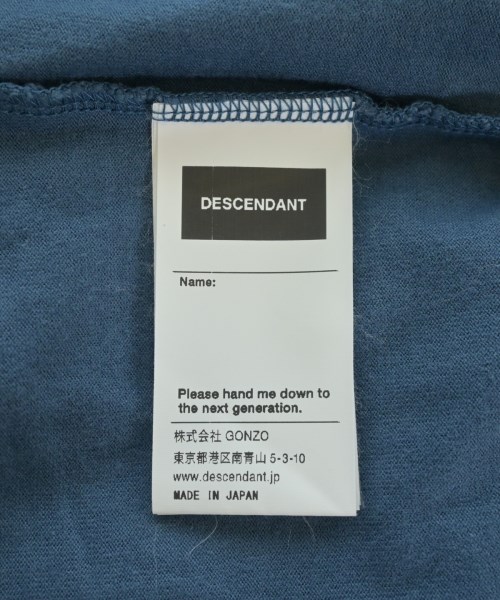 DESCENDANT
Name:
Please hand me down to
the next generation.
株式会社 GONZO
東京都港区南青山 5-3-10
www.descendant.jp
MADE IN JAPAN